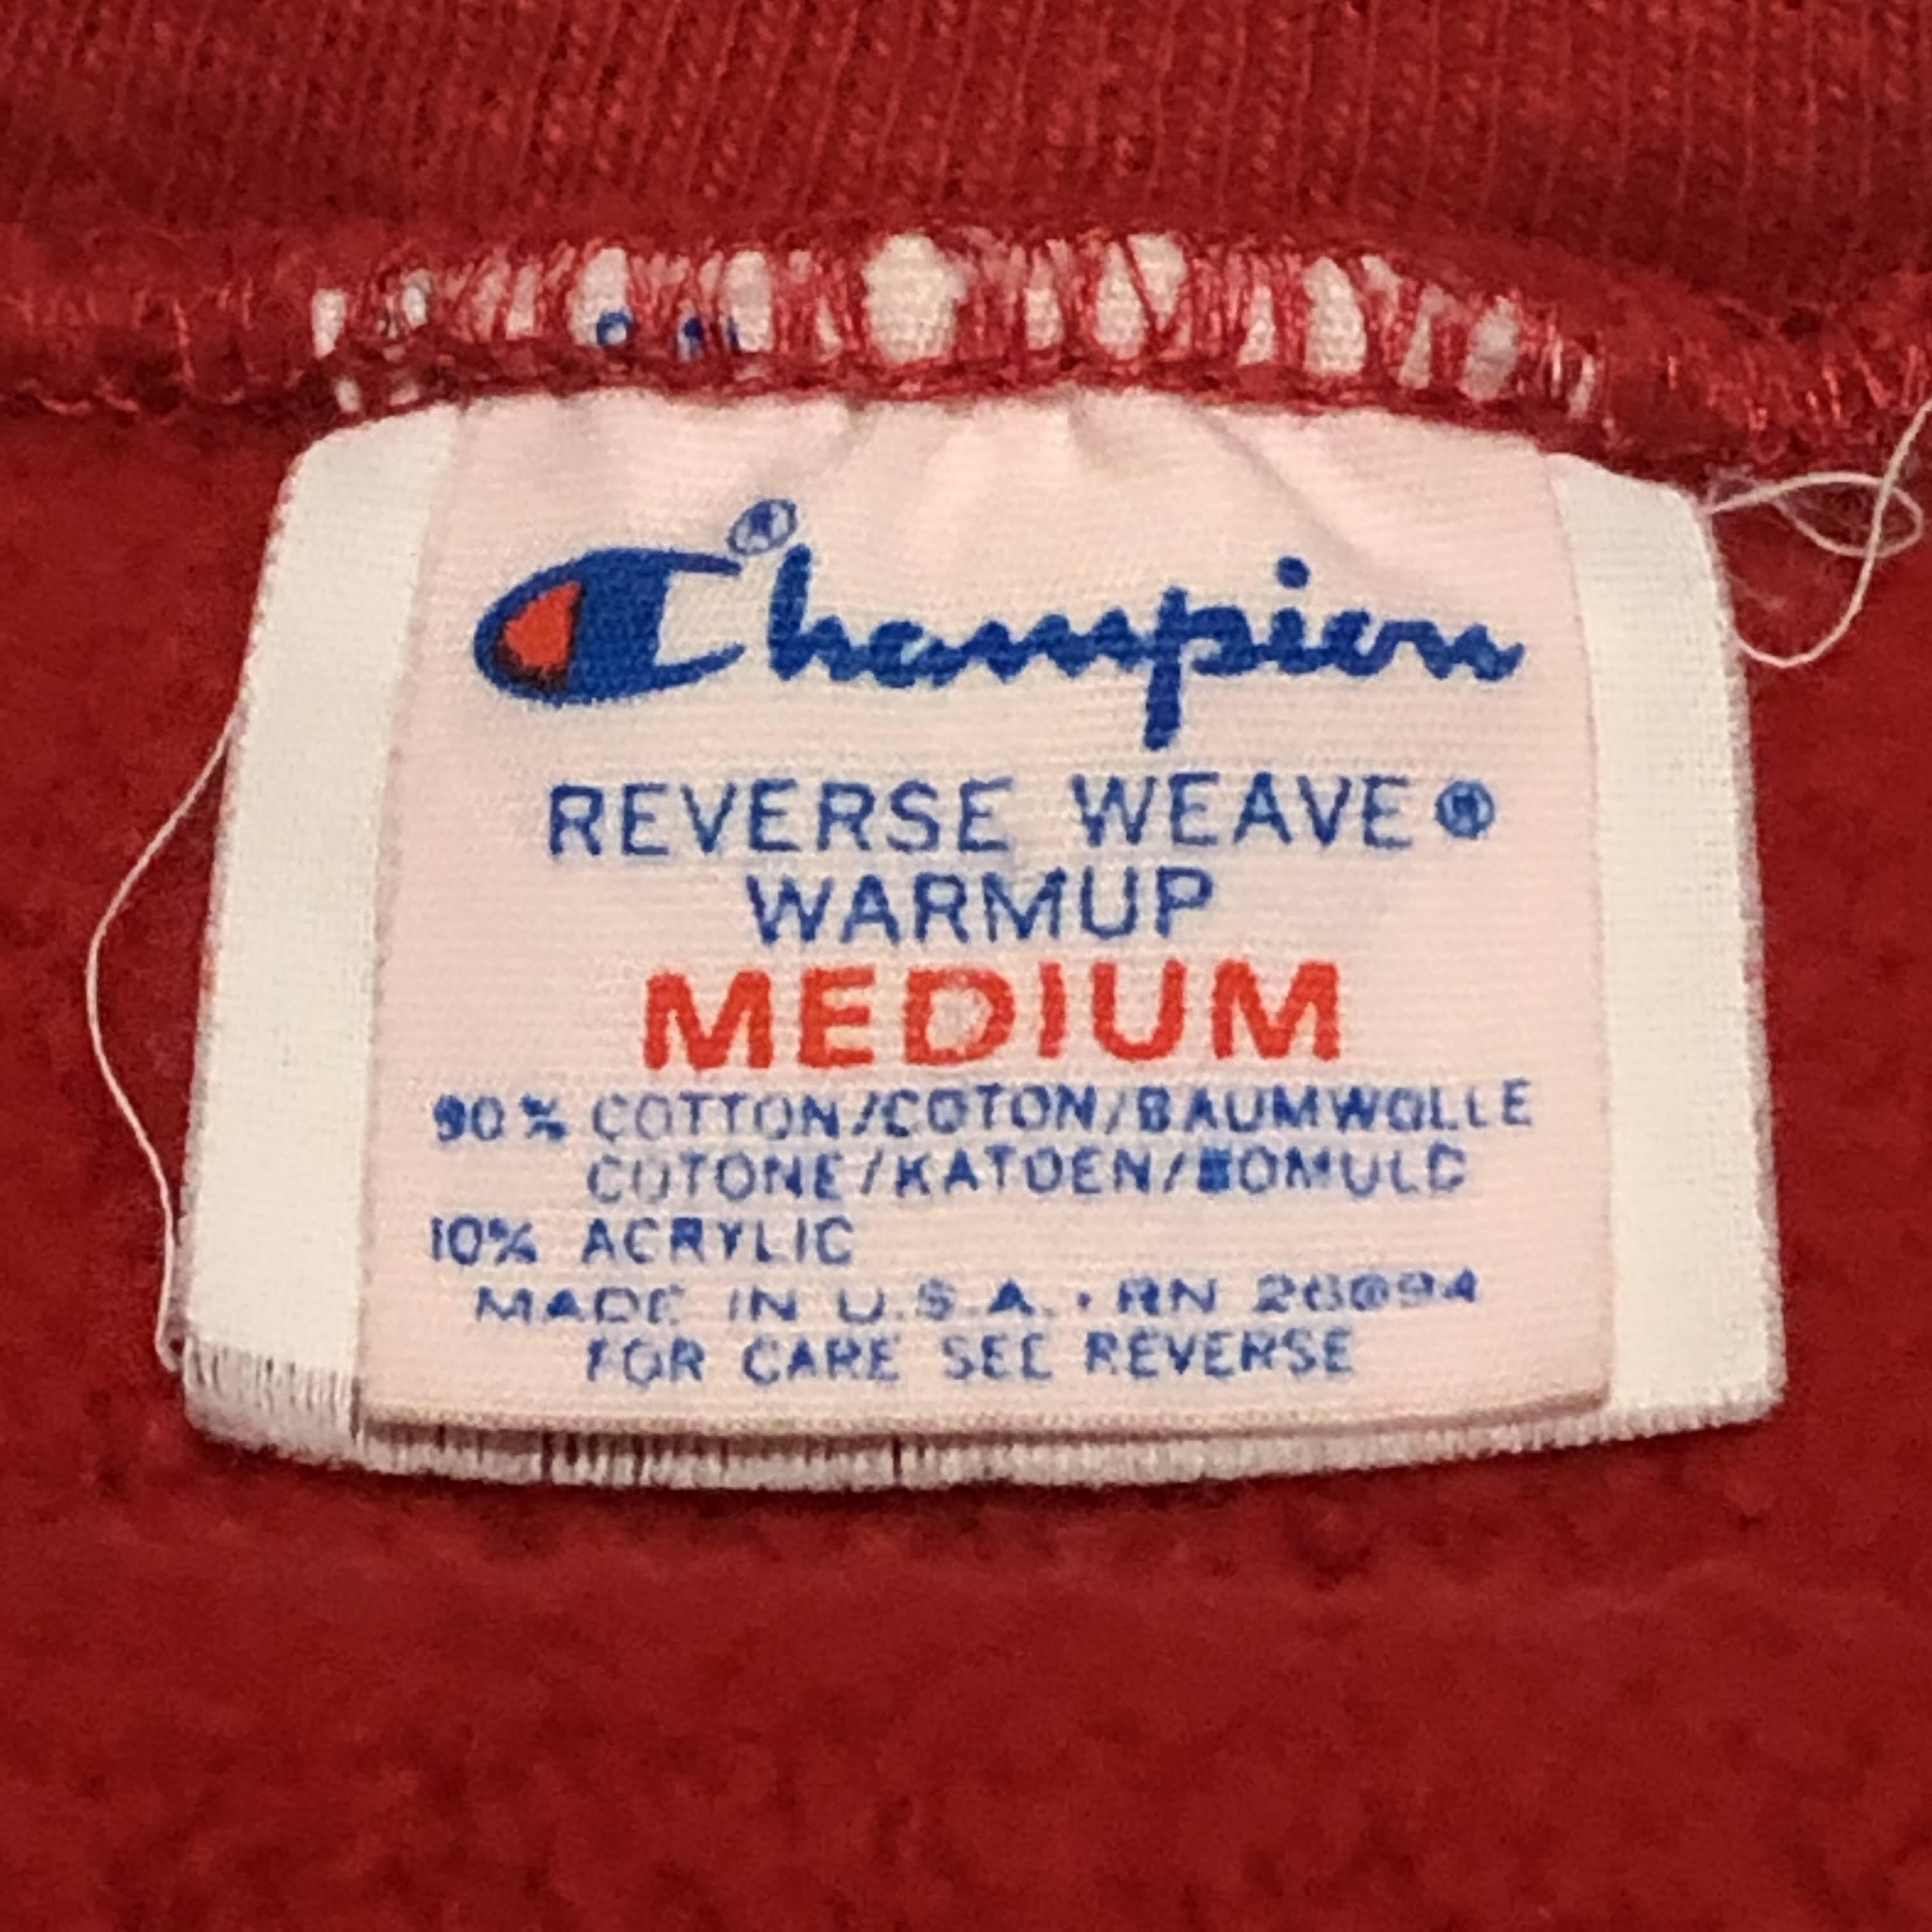 Champion®
REVERSE WEAVE®
WARMUP
MEDIUM
90% COTTON/COTON/BAUMWOLLE
COTONE/KATOEN/BOMULD
10% ACRYLIC
MADE IN U.S.A. • RN 26094
FOR CARE SEE REVERSE